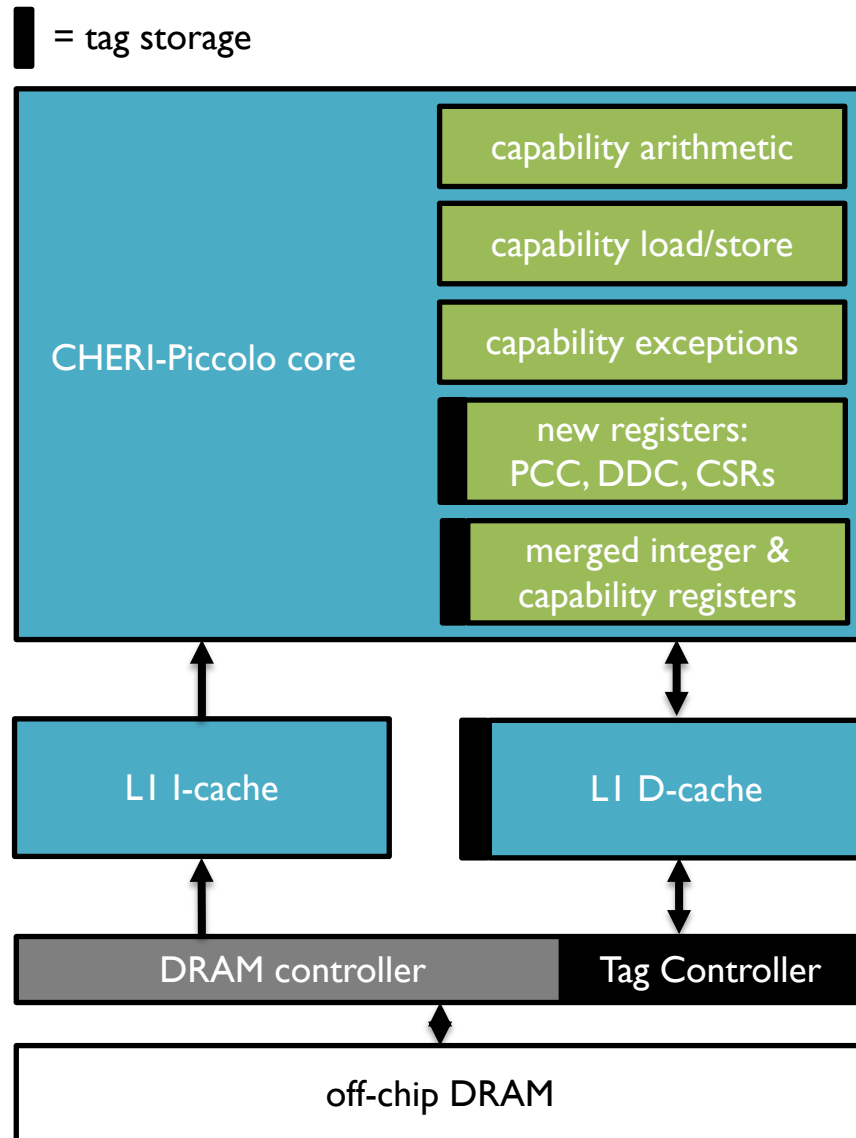 = tag storage
capability arithmetic
capability load/store
capability exceptions
CHERI-Piccolo core
new registers:
PCC, DDC, CSRs
merged integer &
capability registers
L1 I-cache
L1 D-cache
DRAM controller
Tag Controller
off-chip DRAM